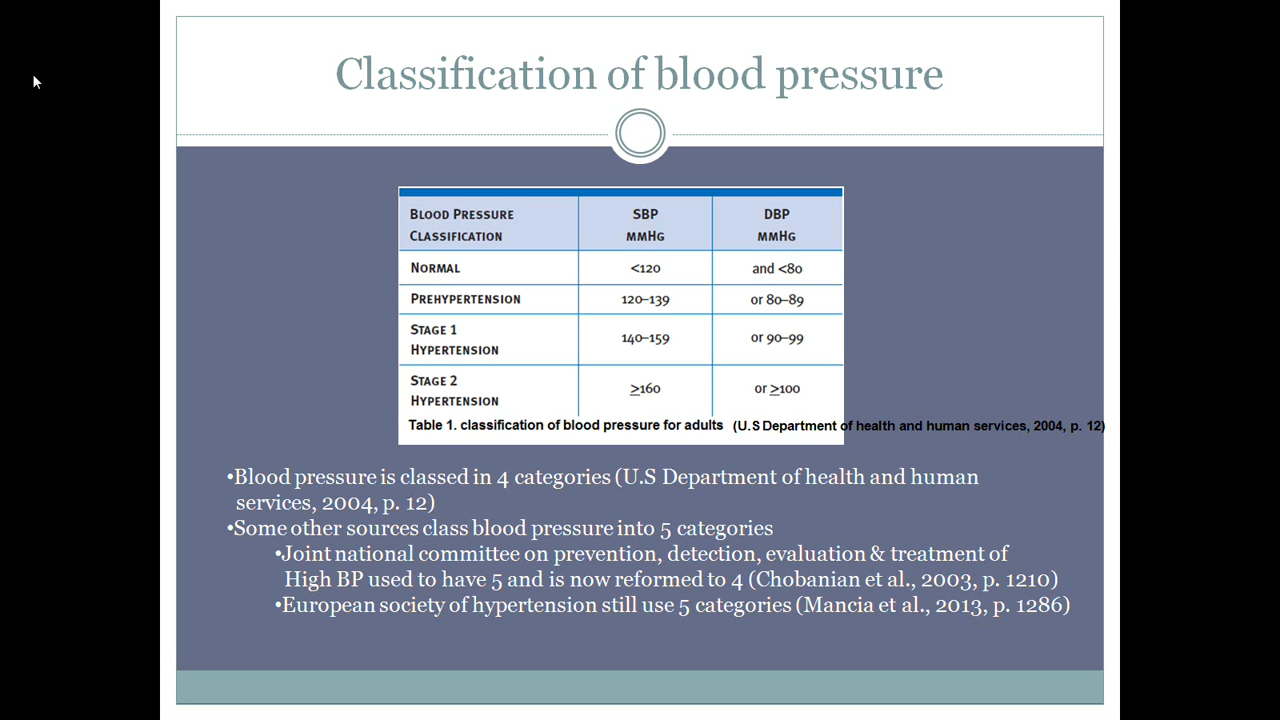 Classification of blood pressure
BLOOD PRESSURE CLASSIFICATION SBP MMHG DBP MMHG
NORMAL <120 and <80
PREHYPERTENSION 120–139 or 80–89
STAGE 1 HYPERTENSION 140–159 or 90–99
STAGE 2 HYPERTENSION ≥160 or ≥100
Table 1. classification of blood pressure for adults (U.S Department of health and human services, 2004, p. 12)
•Blood pressure is classed in 4 categories (U.S Department of health and human
services, 2004, p. 12)
•Some other sources class blood pressure into 5 categories
•Joint national committee on prevention, detection, evaluation & treatment of
High BP used to have 5 and is now reformed to 4 (Chobanian et al., 2003, p. 1210)
•European society of hypertension still use 5 categories (Mancia et al., 2013, p. 1286)